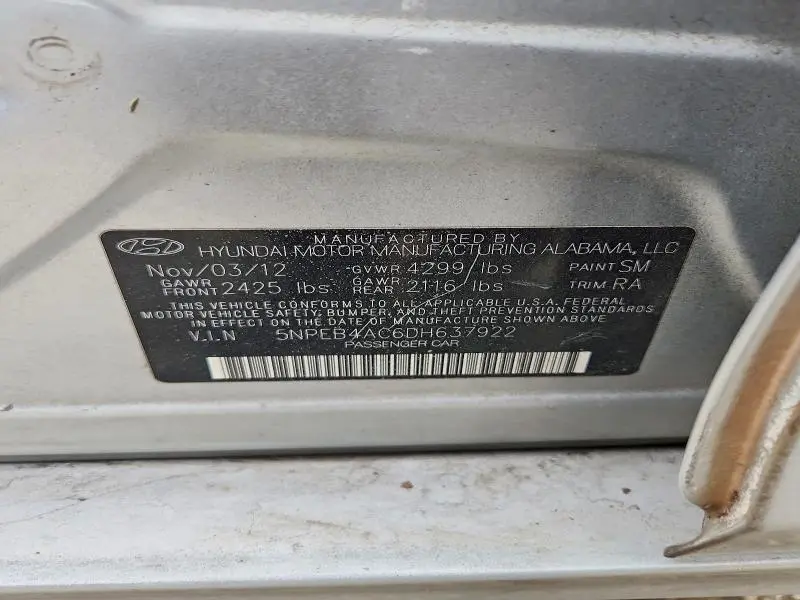 MANUFACTURED BY
HYUNDAI MOTOR MANUFACTURING ALABAMA, LLC
Nov/03/12 GVWR 4299/lbs PAINT SM
GAWR FRONT 2425 lbs GAWR REAR 2116 lbs TRIM RA
THIS VEHICLE CONFORMS TO ALL APPLICABLE U.S.A. FEDERAL
MOTOR VEHICLE SAFETY, BUMPER, AND THEFT PREVENTION STANDARDS
IN EFFECT ON THE DATE OF MANUFACTURE SHOWN ABOVE.
V.I.N 5NPEB4AC6DH637922
PASSENGER CAR